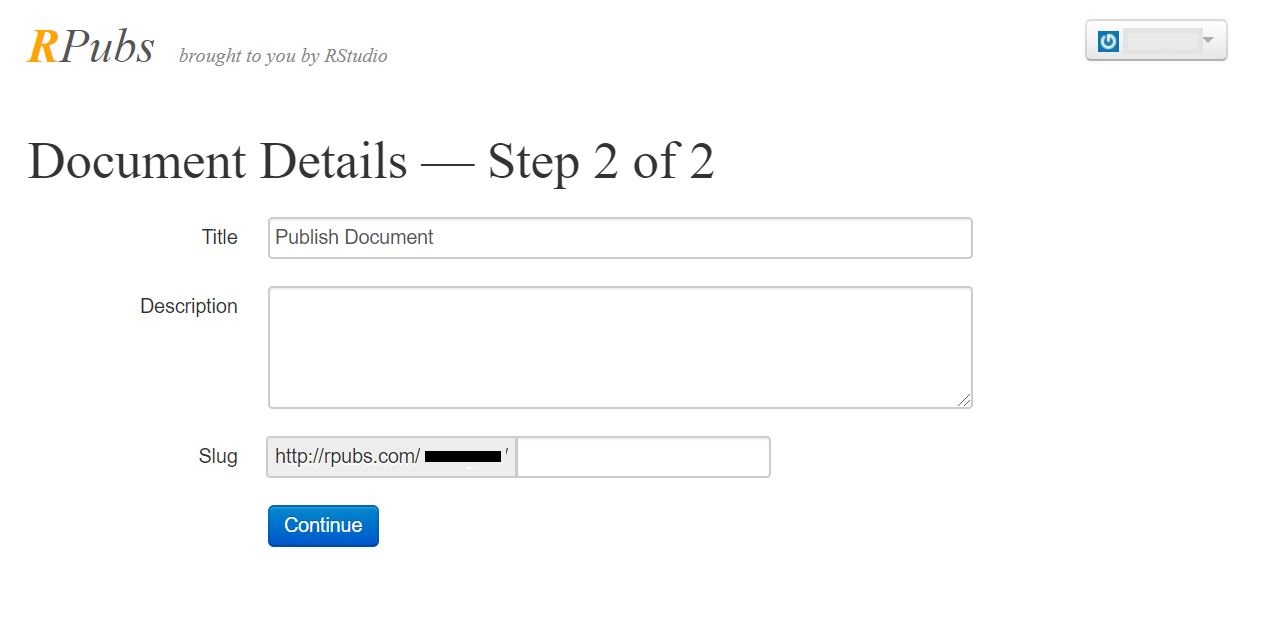 RPubs brought to you by RStudio
Document Details — Step 2 of 2
Title Publish Document
Description
Slug http://rpubs.com/ /
Continue